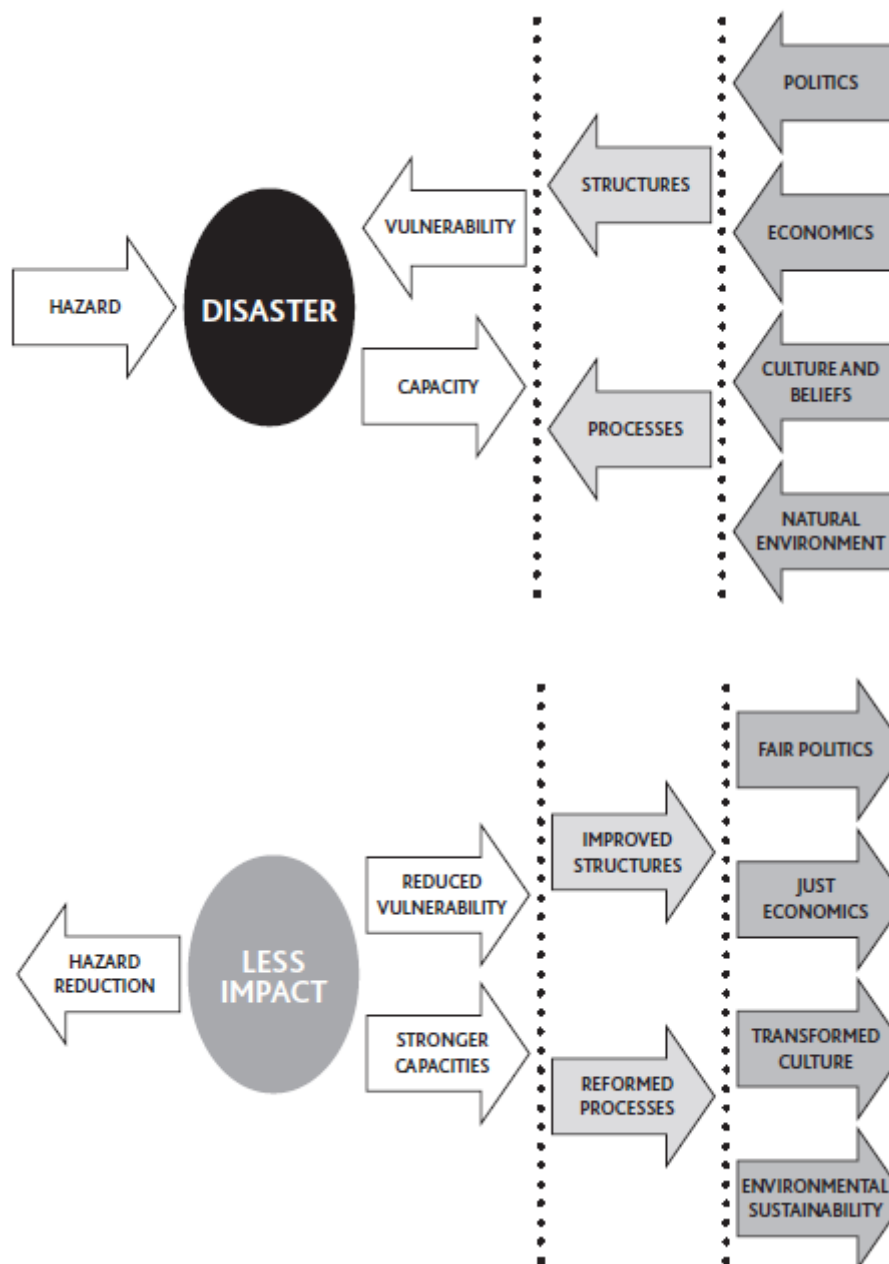 POLITICS
STRUCTURES
VULNERABILITY
ECONOMICS
HAZARD
DISASTER
CAPACITY
CULTURE AND
BELIEFS
PROCESSES
NATURAL
ENVIRONMENT
FAIR POLITICS
IMPROVED
STRUCTURES
REDUCED
VULNERABILITY
JUST
ECONOMICS
HAZARD
REDUCTION
LESS
IMPACT
STRONGER
CAPACITIES
TRANSFORMED
CULTURE
REFORMED
PROCESSES
ENVIRONMENTAL
SUSTAINABILITY